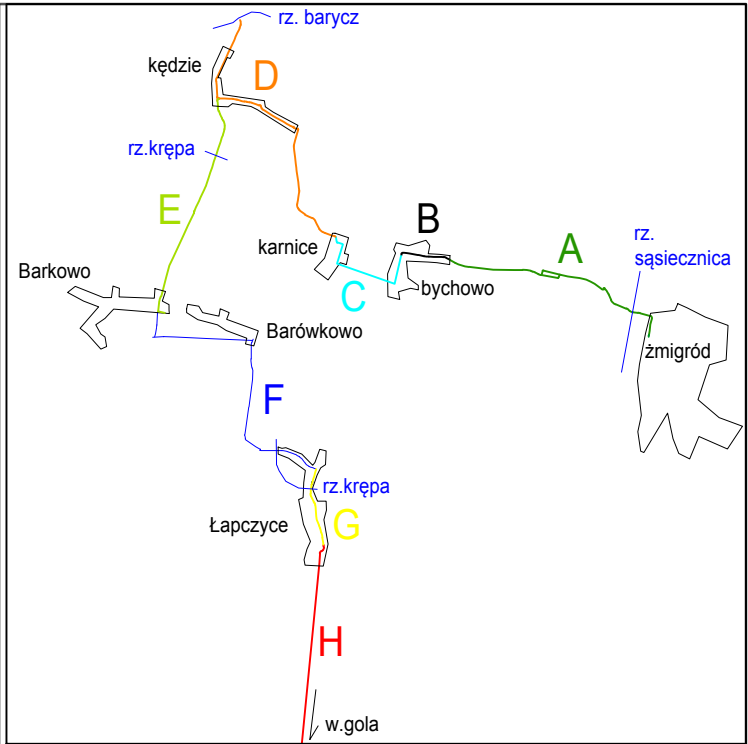 rz. barycz
kędzie
D
rz.krępa
E
B
karnice
rz.
sąsiecznica
A
Barkowo
C
bychowo
Barówkowo
żmigród
F
rz.krępa
Łapczyce
G
H
w.gola